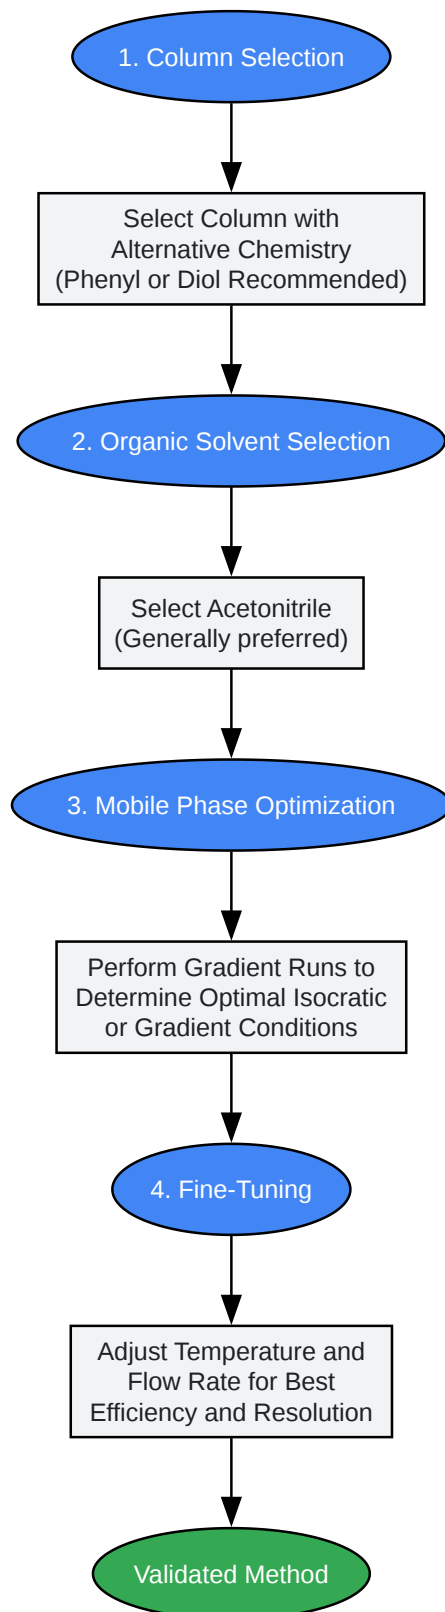 1. Column Selection
Select Column with
Alternative Chemistry
(Phenyl or Diol Recommended)
2. Organic Solvent Selection
Select Acetonitrile
(Generally preferred)
3. Mobile Phase Optimization
Perform Gradient Runs to
Determine Optimal Isocratic
or Gradient Conditions
4. Fine-Tuning
Adjust Temperature and
Flow Rate for Best
Efficiency and Resolution
Validated Method